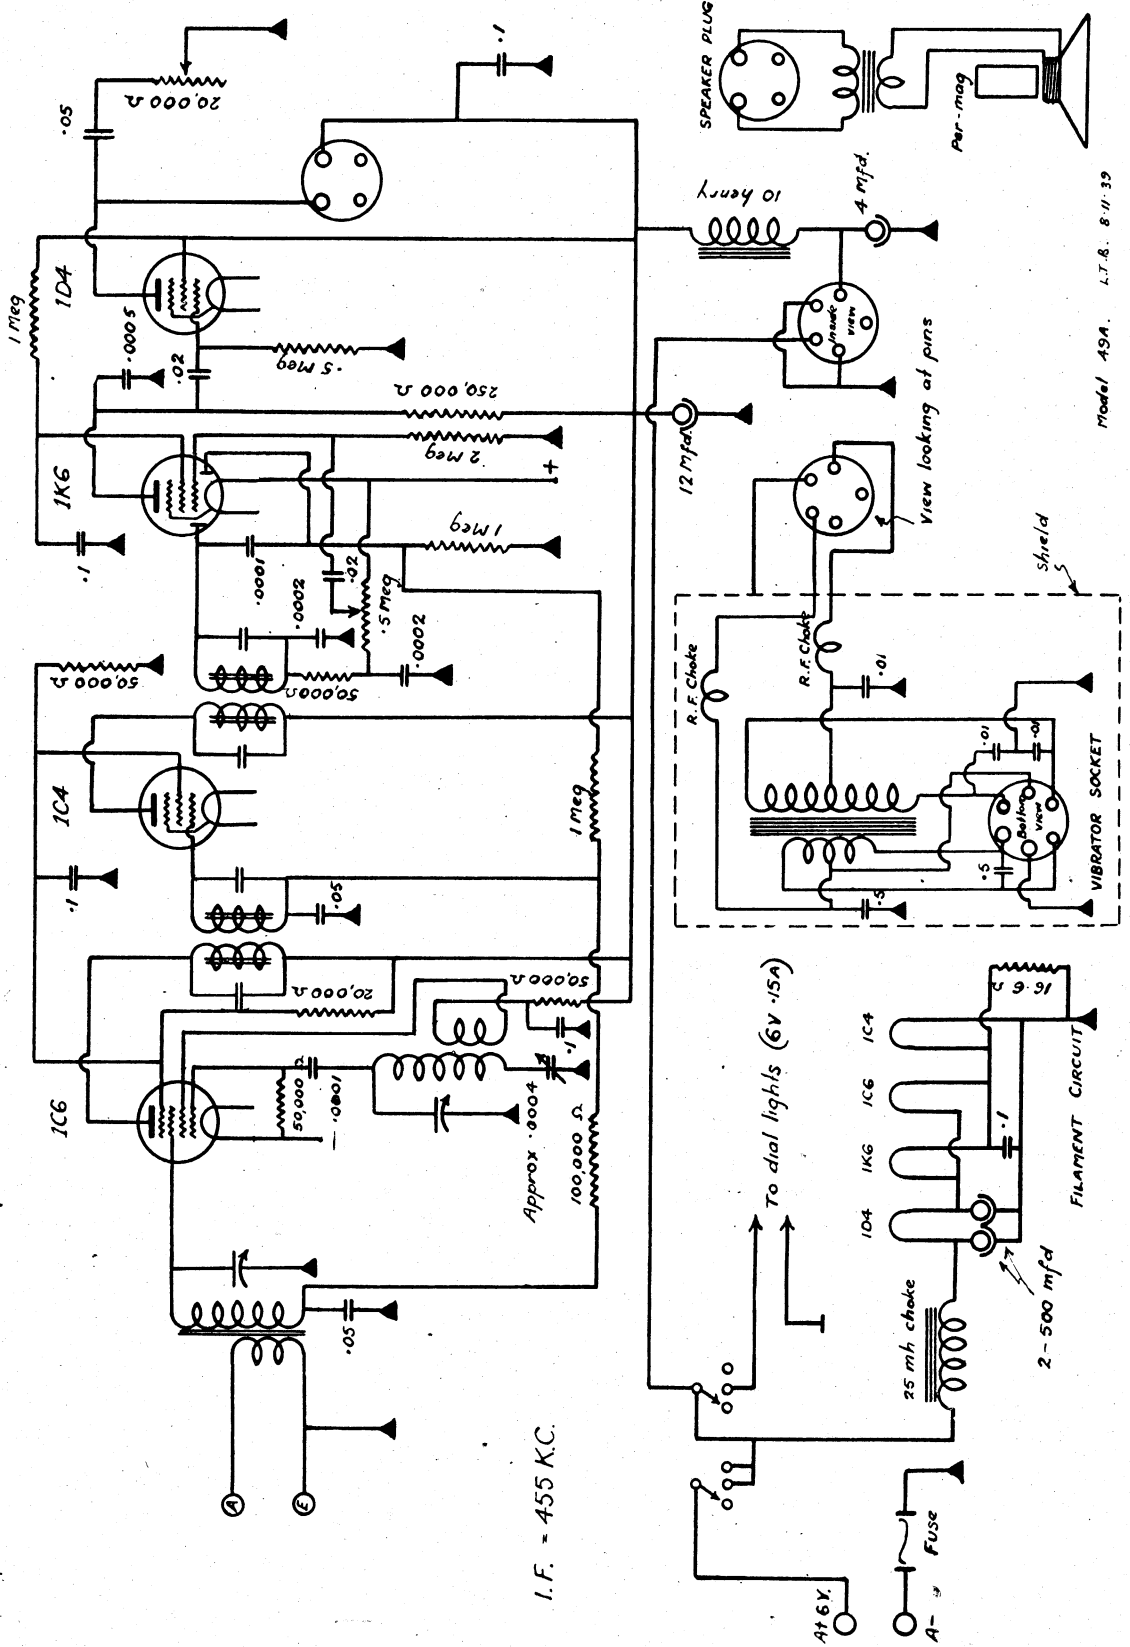 1C6
1C4
1K6
1D4
1 Meg
.05
20,000 Ω
.1
.1
50,000 Ω
.1
.0005
.02
.5 Meg
250,000 Ω
2 Meg
+
1 Meg
.0001
.0002
.02
.5 Meg
.0002
50,000Ω
.05
1 Meg
20,000 Ω
50,000 Ω
.1
50,000 Ω
.0001
Approx .0004
100,000 Ω
.05
A
E
I.F. = 455 K.C.
SPEAKER PLUG
Per-mag
10 henry
4 Mfd.
Inside
view
12 Mfd.
View looking at pins
Shield
R.F. Choke
R.F. Choke
.01
.01
.01
Bottom
view
.5
.5
VIBRATOR SOCKET
To dial lights (6V .15A)
1D4
1K6
1C6
1C4
16.6 Ω
.1
FILAMENT CIRCUIT
25 mh choke
2-500 mfd
A+6V.
A-
Fuse
Model 49A. L.T.B. 8.11.39